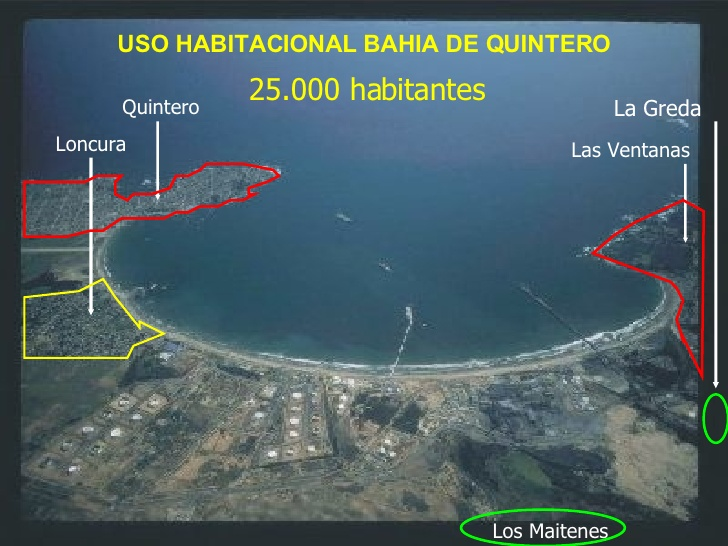 USO HABITACIONAL BAHIA DE QUINTERO
25.000 habitantes
Quintero
La Greda
Loncura
Las Ventanas
Los Maitenes